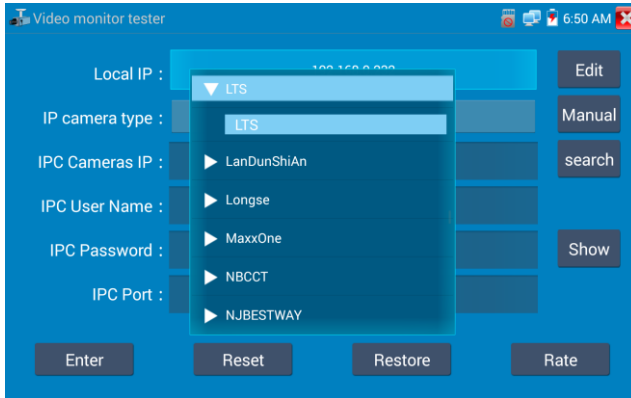 Video monitor tester
6:50 AM
Local IP :
Edit
LTS
IP camera type :
LTS
Manual
IPC Cameras IP :
LanDunShiAn
search
IPC User Name :
Longse
IPC Password :
MaxxOne
Show
NBCCT
IPC Port :
NJBESTWAY
Enter
Reset
Restore
Rate